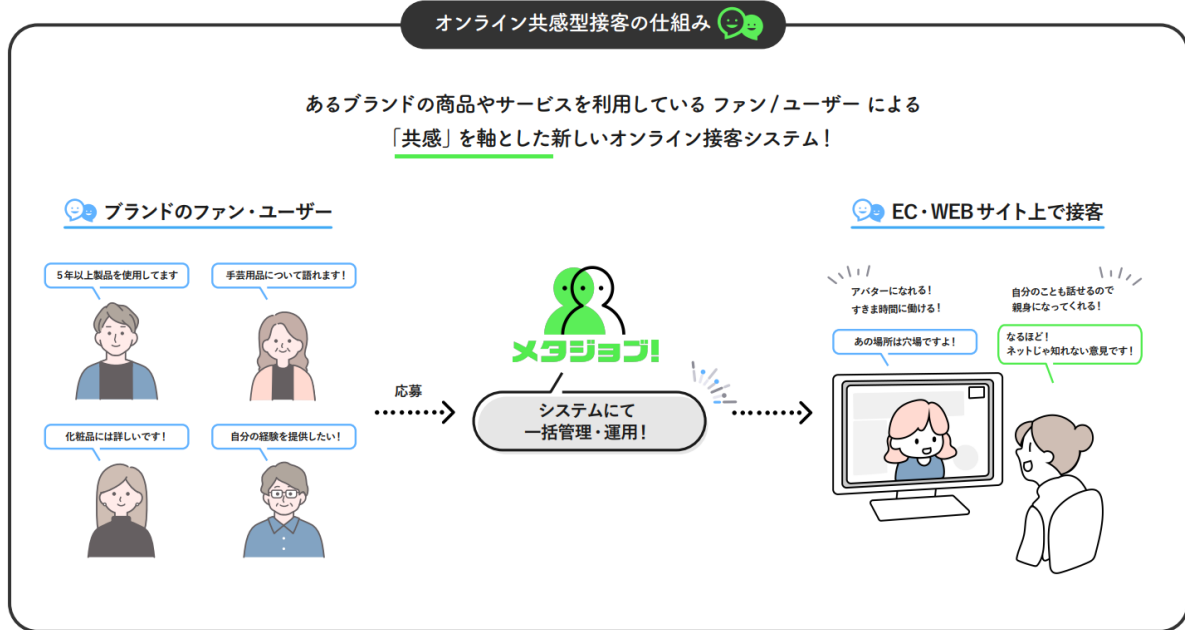 オンライン共感型接客の仕組み
あるブランドの商品やサービスを利用している ファン/ユーザー による
「共感」を軸とした新しいオンライン接客システム!
ブランドのファン・ユーザー
5年以上製品を使用してます
手芸用品について語れます!
化粧品には詳しいです!
自分の経験を提供したい!
応募
メタジョブ!
システムにて
一括管理・運用!
EC・WEBサイト上で接客
アバターになれる!
すきま時間に働ける!
自分のことも話せるので
親身になってくれる!
あの場所は穴場ですよ!
なるほど!
ネットじゃ知れない意見です!